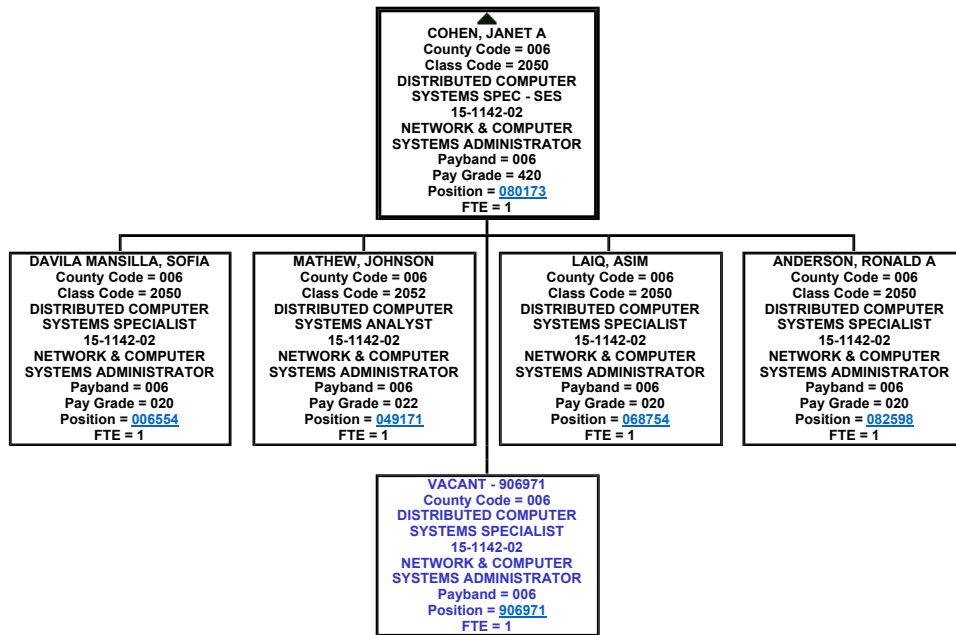 COHEN, JANET A
County Code = 006
Class Code = 2050
DISTRIBUTED COMPUTER
SYSTEMS SPEC - SES
15-1142-02
NETWORK & COMPUTER
SYSTEMS ADMINISTRATOR
Payband = 006
Pay Grade = 420
Position = 080173
FTE = 1
DAVILA MANSILLA, SOFIA
County Code = 006
Class Code = 2050
DISTRIBUTED COMPUTER
SYSTEMS SPECIALIST
15-1142-02
NETWORK & COMPUTER
SYSTEMS ADMINISTRATOR
Payband = 006
Pay Grade = 020
Position = 006554
FTE = 1
MATHEW, JOHNSON
County Code = 006
Class Code = 2052
DISTRIBUTED COMPUTER
SYSTEMS ANALYST
15-1142-02
NETWORK & COMPUTER
SYSTEMS ADMINISTRATOR
Payband = 006
Pay Grade = 022
Position = 049171
FTE = 1
LAIQ, ASIM
County Code = 006
Class Code = 2050
DISTRIBUTED COMPUTER
SYSTEMS SPECIALIST
15-1142-02
NETWORK & COMPUTER
SYSTEMS ADMINISTRATOR
Payband = 006
Pay Grade = 020
Position = 068754
FTE = 1
ANDERSON, RONALD A
County Code = 006
Class Code = 2050
DISTRIBUTED COMPUTER
SYSTEMS SPECIALIST
15-1142-02
NETWORK & COMPUTER
SYSTEMS ADMINISTRATOR
Payband = 006
Pay Grade = 020
Position = 082598
FTE = 1
VACANT - 906971
County Code = 006
DISTRIBUTED COMPUTER
SYSTEMS SPECIALIST
15-1142-02
NETWORK & COMPUTER
SYSTEMS ADMINISTRATOR
Payband = 006
Position = 906971
FTE = 1